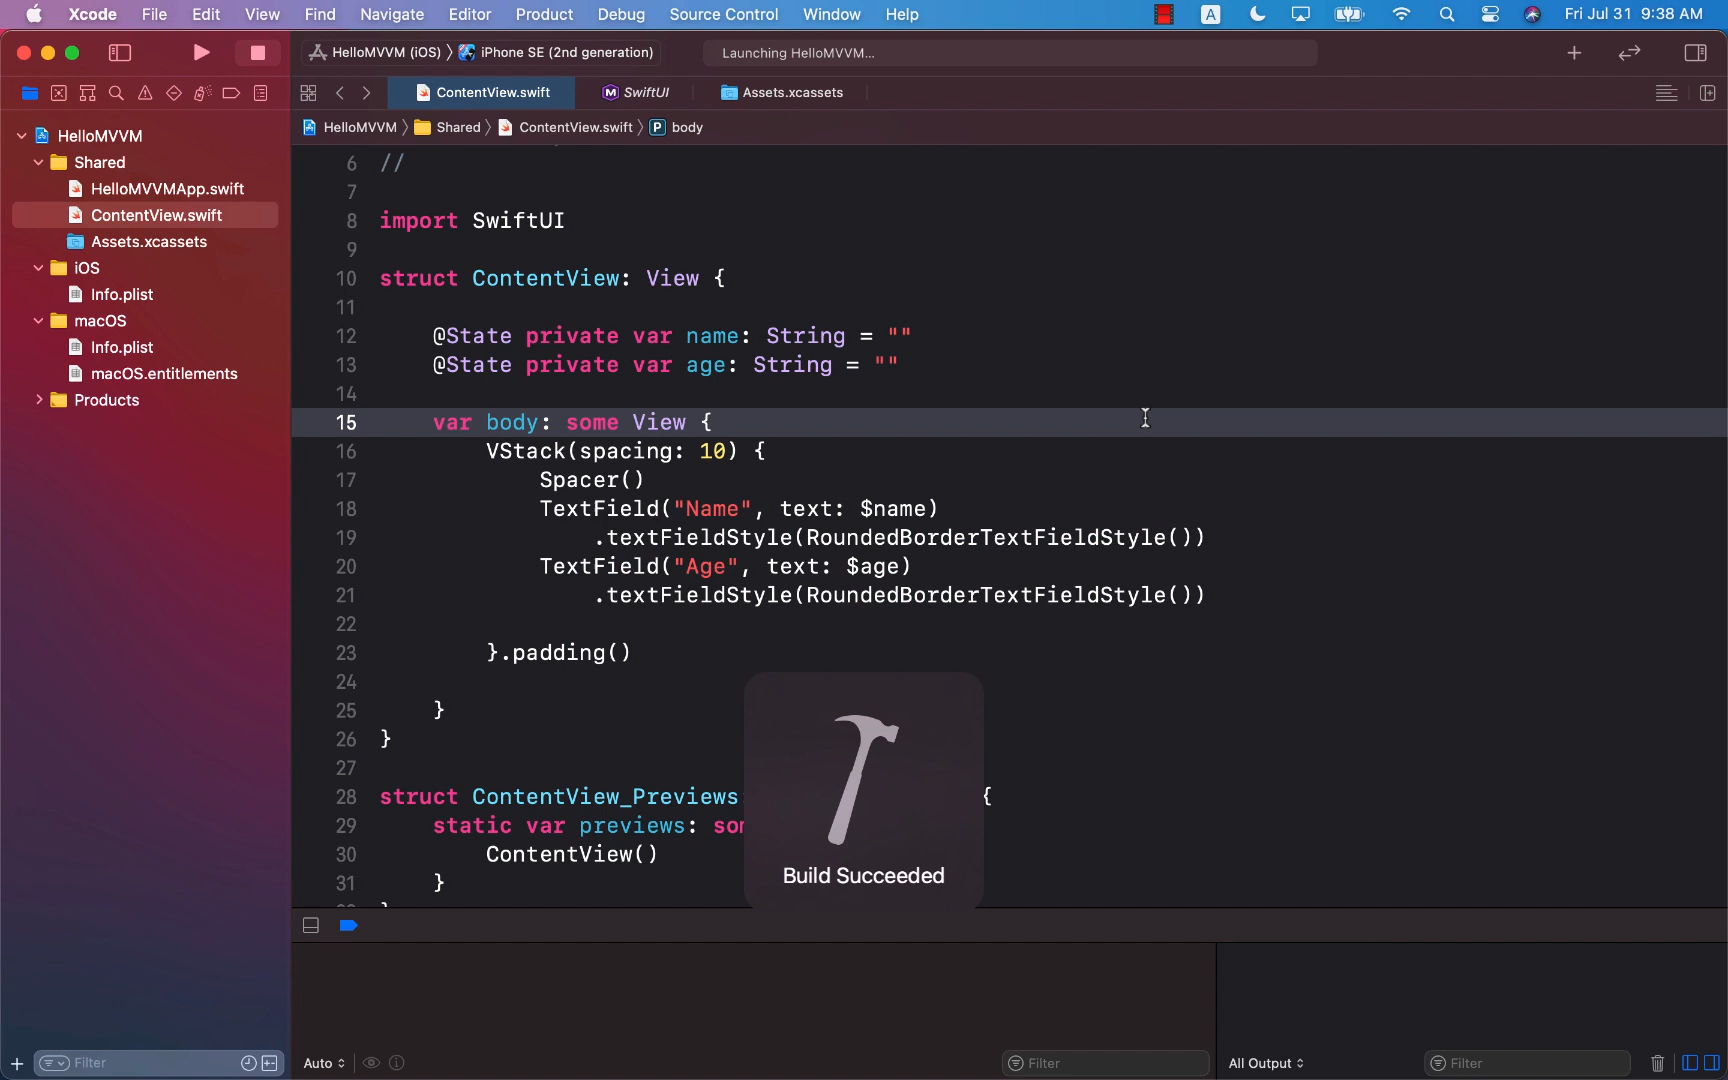 Xcode File Edit View Find Navigate Editor Product Debug Source Control Window Help A Fri Jul 31 9:38 AM
HelloMVVM (iOS) iPhone SE (2nd generation) Launching HelloMVVM...
ContentView.swift M SwiftUI Assets.xcassets
HelloMVVM Shared ContentView.swift P body
HelloMVVM
Shared
HelloMVVMApp.swift
ContentView.swift
Assets.xcassets
iOS
Info.plist
macOS
Info.plist
macOS.entitlements
Products
6 //
7
8 import SwiftUI
9
10 struct ContentView: View {
11
12 @State private var name: String = ""
13 @State private var age: String = ""
14
15 var body: some View {
16 VStack(spacing: 10) {
17 Spacer()
18 TextField("Name", text: $name)
19 .textFieldStyle(RoundedBorderTextFieldStyle())
20 TextField("Age", text: $age)
21 .textFieldStyle(RoundedBorderTextFieldStyle())
22
23 }.padding()
24
25 }
26 }
27
28 struct ContentView_Previews {
29 static var previews: som
30 ContentView()
31 }
Build Succeeded
Filter Auto Filter All Output Filter